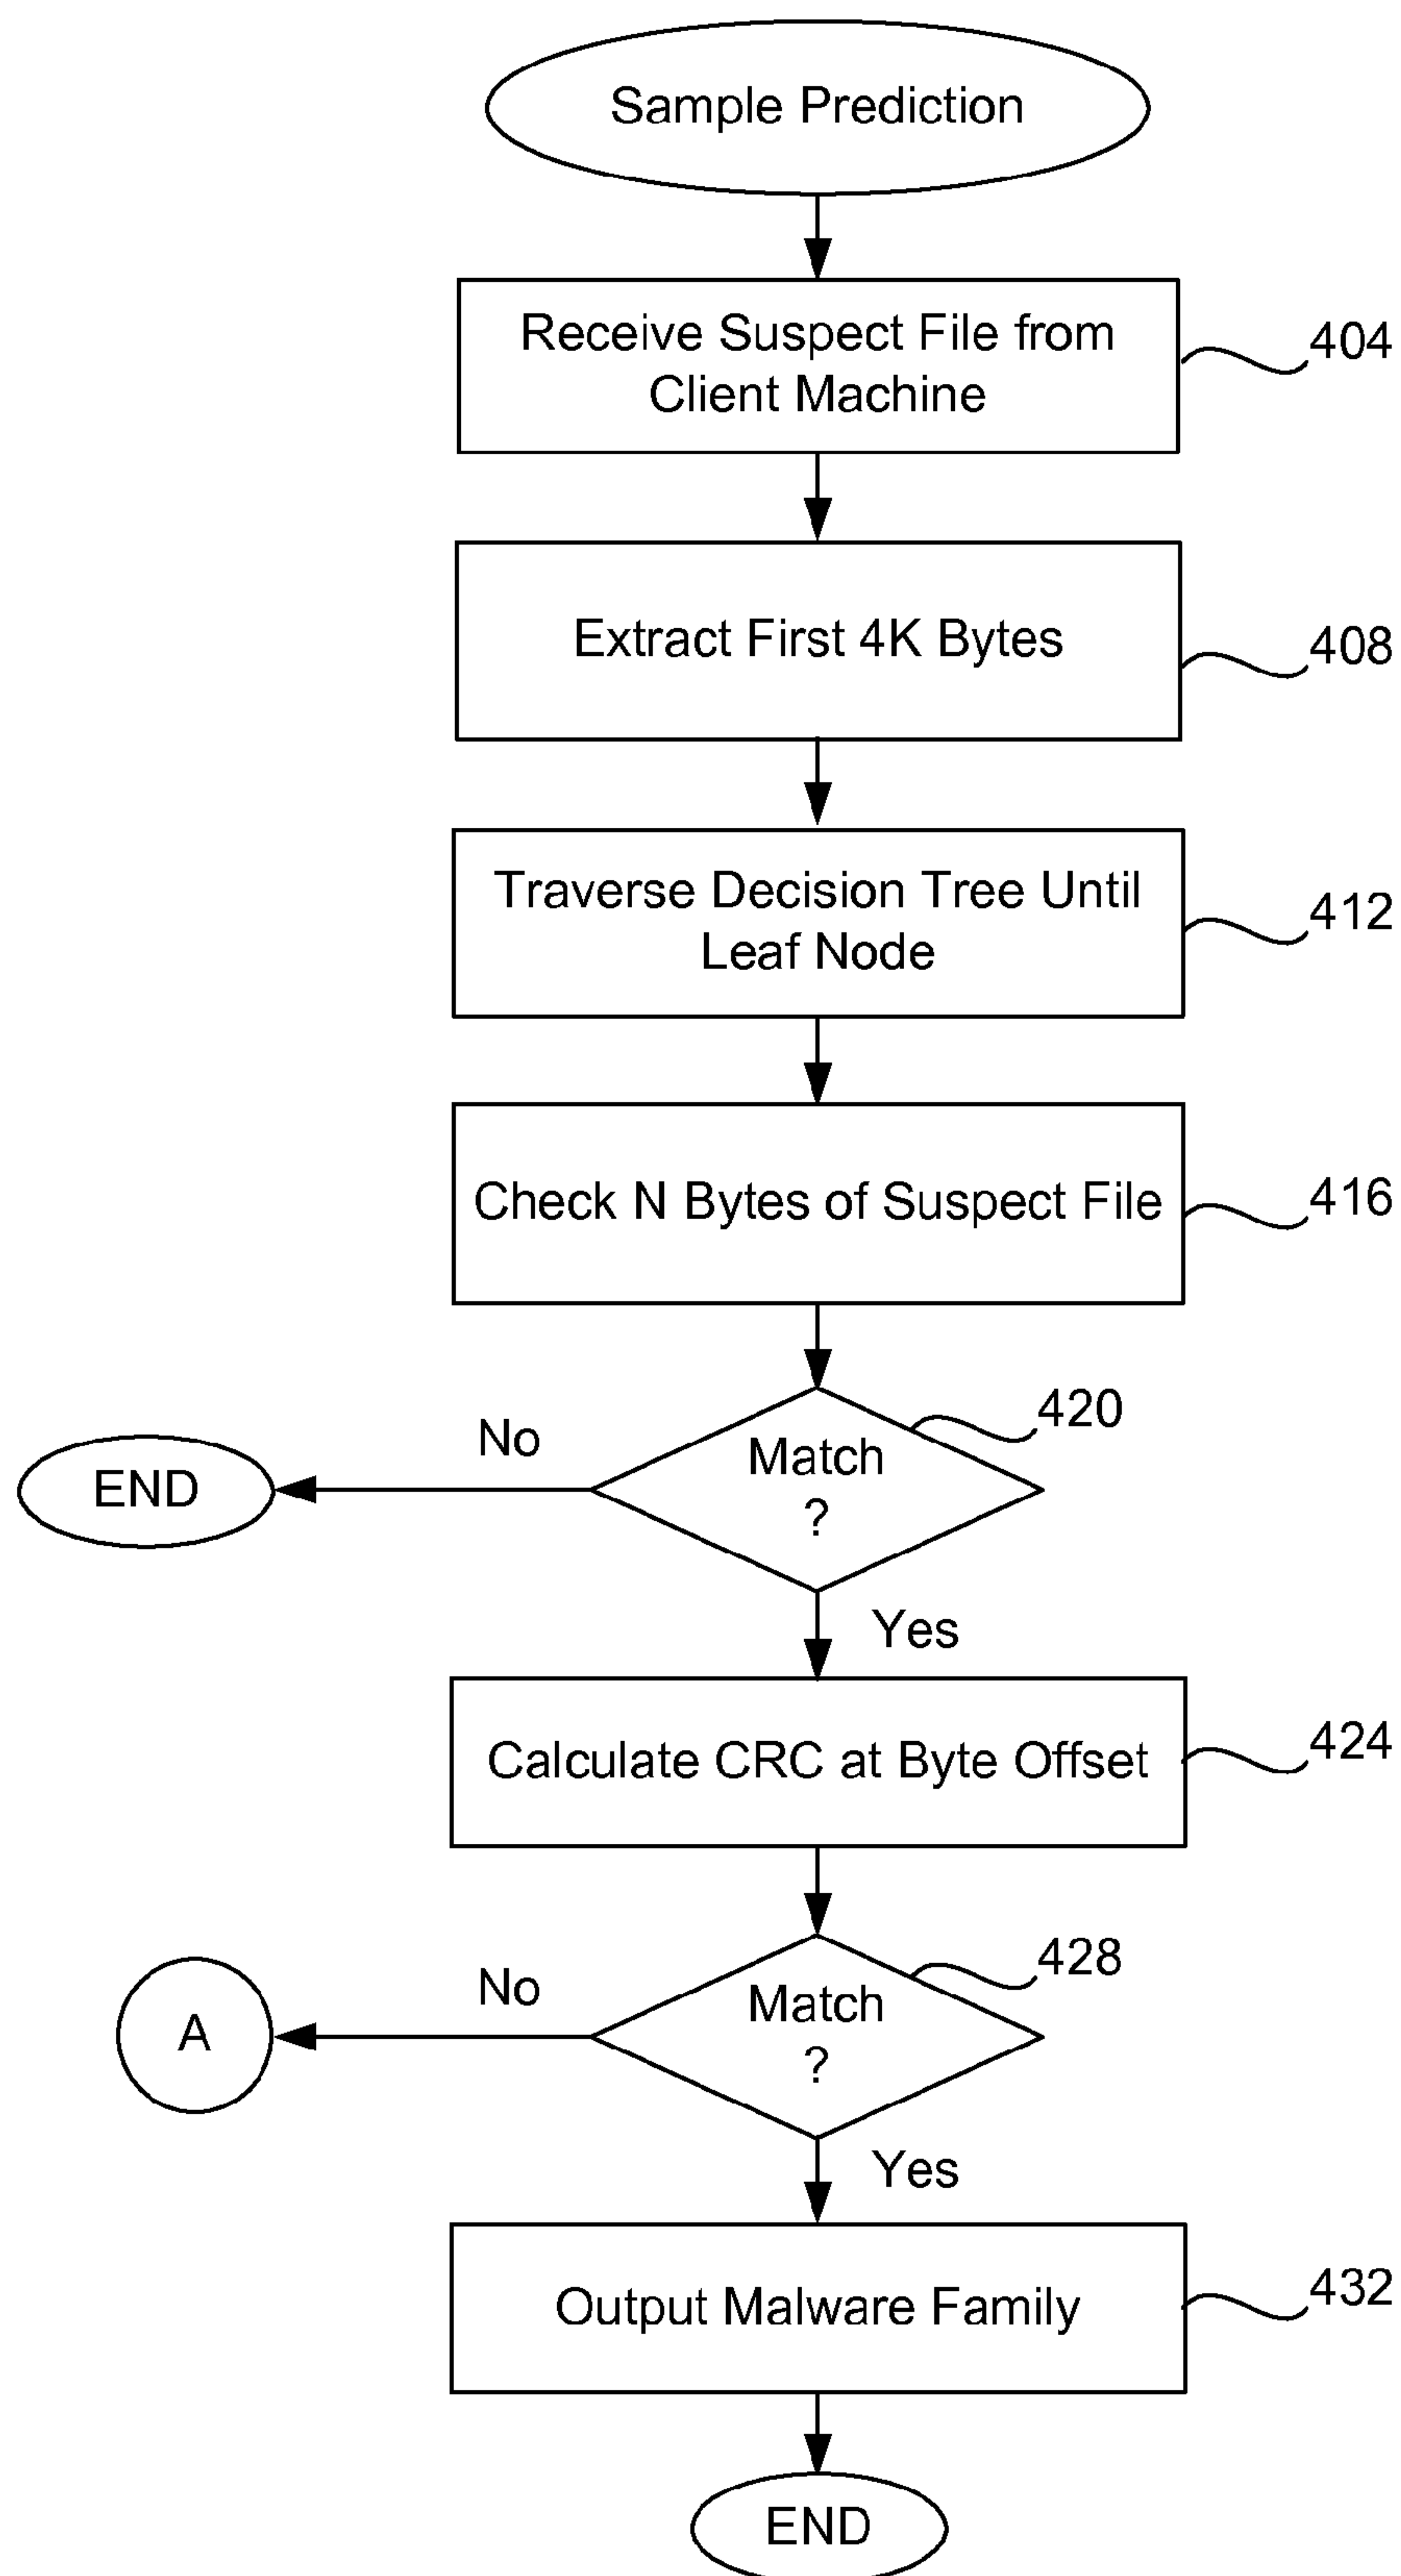 Sample Prediction
Receive Suspect File from
Client Machine
404
Extract First 4K Bytes
408
Traverse Decision Tree Until
Leaf Node
412
Check N Bytes of Suspect File
416
420
No
Match
?
END
Yes
Calculate CRC at Byte Offset
424
428
No
Match
?
A
Yes
Output Malware Family
432
END